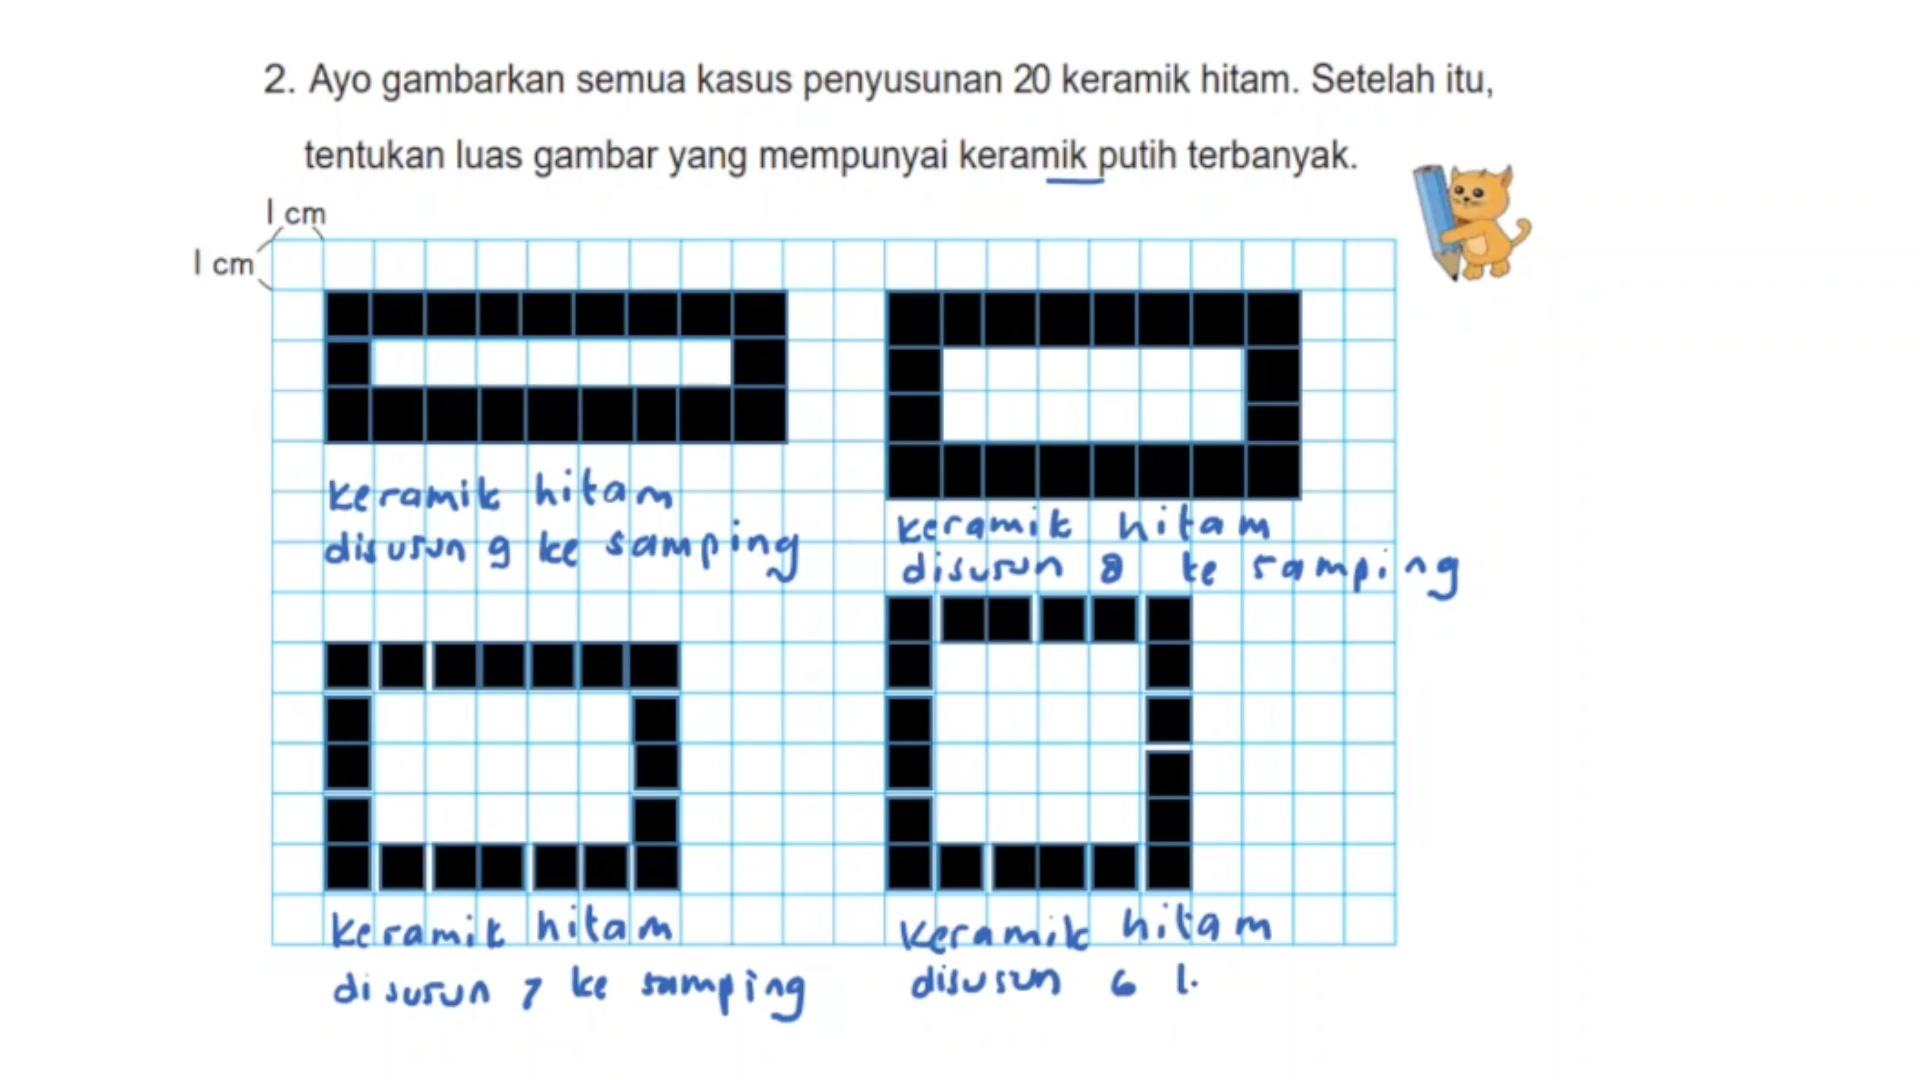 2. Ayo gambarkan semua kasus penyusunan 20 keramik hitam. Setelah itu,
tentukan luas gambar yang mempunyai keramik putih terbanyak.
1 cm
1 cm
keramik hitam
disusun 9 ke samping
keramik hitam
disusun 8 ke samping
keramik hitam
disusun 7 ke samping
keramik hitam
disusun 6